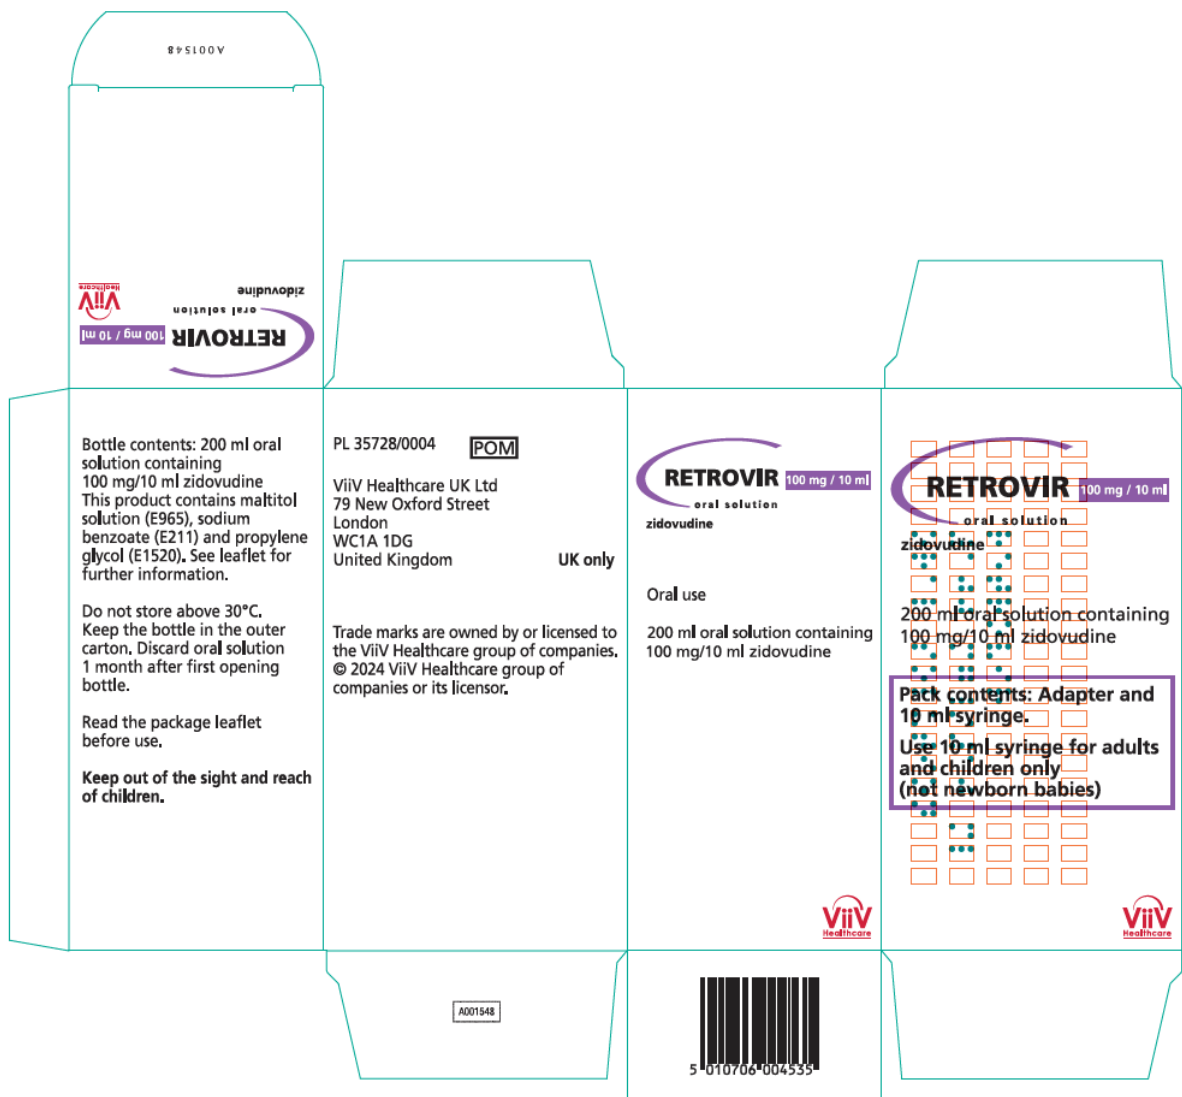 A001548
ViiV
Healthcare
zidovudine
oral solution
RETROVIR
100 mg / 10 ml
Bottle contents: 200 ml oral
solution containing
100 mg/10 ml zidovudine
This product contains maltitol
solution (E965), sodium
benzoate (E211) and propylene
glycol (E1520). See leaflet for
further information.
Do not store above 30°C.
Keep the bottle in the outer
carton. Discard oral solution
1 month after first opening
bottle.
Read the package leaflet
before use.
Keep out of the sight and reach
of children.
PL 35728/0004 POM
ViiV Healthcare UK Ltd
79 New Oxford Street
London
WC1A 1DG
United Kingdom UK only
Trade marks are owned by or licensed to
the ViiV Healthcare group of companies.
© 2024 ViiV Healthcare group of
companies or its licensor.
A001548
RETROVIR 100 mg / 10 ml
oral solution
zidovudine
Oral use
200 ml oral solution containing
100 mg/10 ml zidovudine
ViiV
Healthcare
5 010706 004535
RETROVIR 100 mg / 10 ml
oral solution
zidovudine
200 ml oral solution containing
100 mg/10 ml zidovudine
Pack contents: Adapter and
10 ml syringe.
Use 10 ml syringe for adults
and children only
(not newborn babies)
ViiV
Healthcare